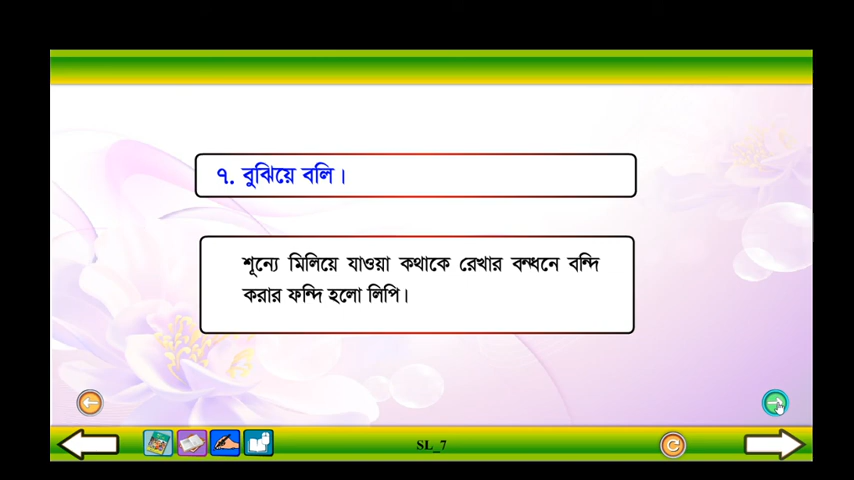 ৭. বুঝিয়ে বলি।
শূন্যে মিলিয়ে যাওয়া কথাকে রেখার বন্ধনে বন্দি
করার ফন্দি হলো লিপি।
SL_7